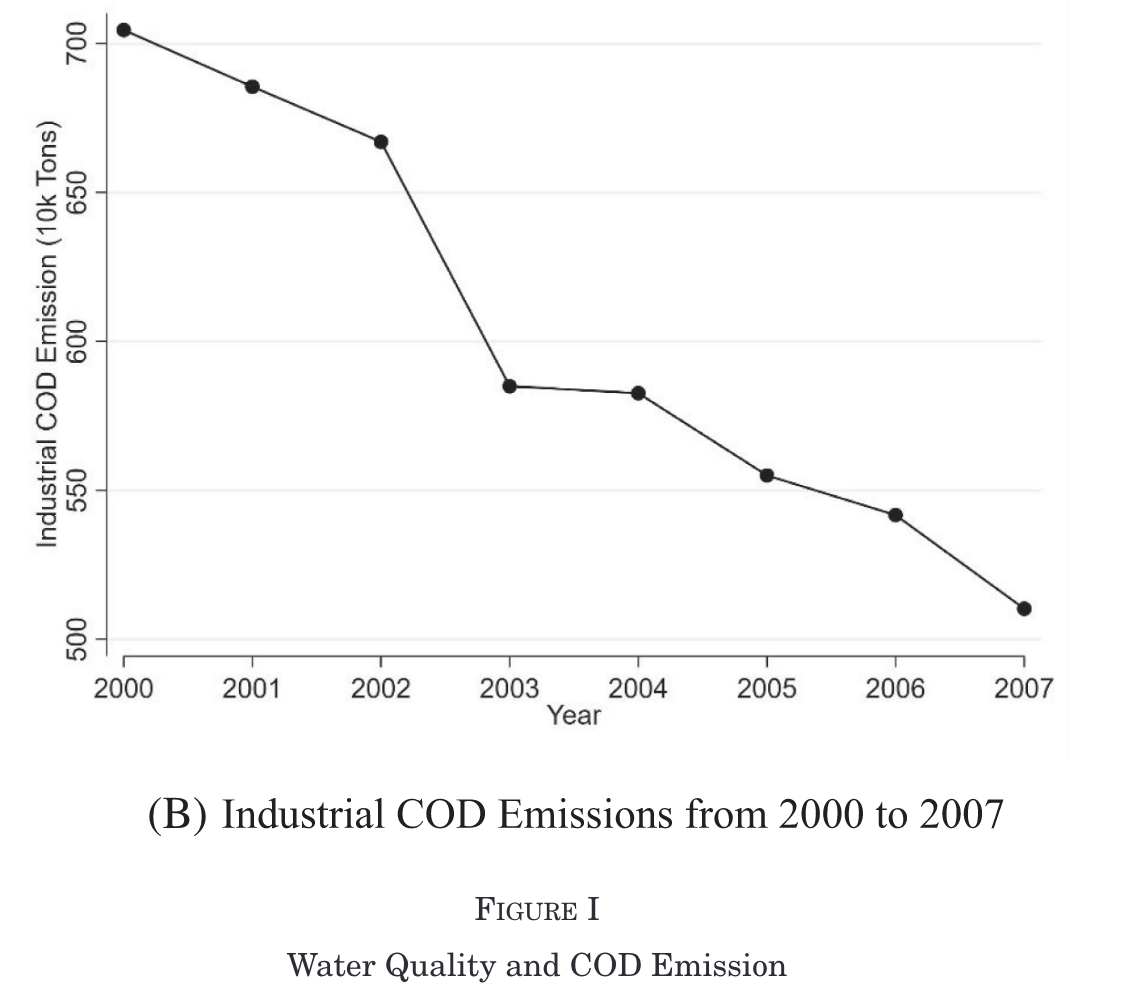 700
650
600
550
500
Industrial COD Emission (10k Tons)
2000 2001 2002 2003 2004 2005 2006 2007
Year
(B) Industrial COD Emissions from 2000 to 2007
FIGURE I
Water Quality and COD Emission